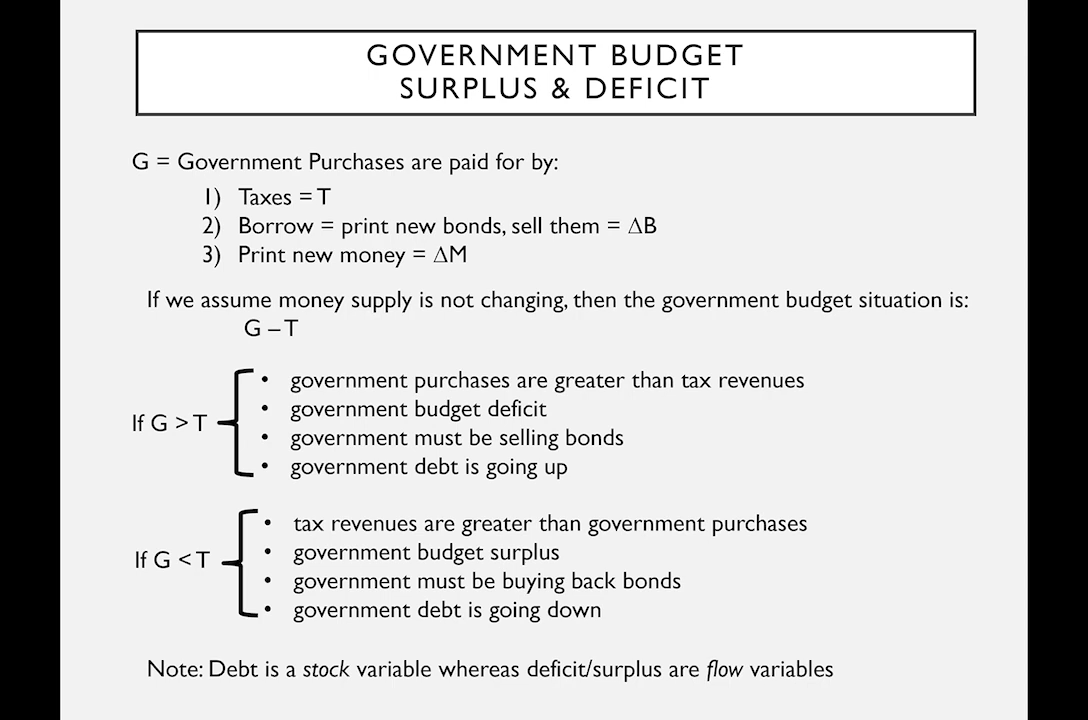 GOVERNMENT BUDGET
SURPLUS & DEFICIT
G = Government Purchases are paid for by:
1) Taxes = T
2) Borrow = print new bonds, sell them = ΔB
3) Print new money = ΔM
If we assume money supply is not changing, then the government budget situation is:
G – T
If G > T
• government purchases are greater than tax revenues
• government budget deficit
• government must be selling bonds
• government debt is going up
If G < T
• tax revenues are greater than government purchases
• government budget surplus
• government must be buying back bonds
• government debt is going down
Note: Debt is a stock variable whereas deficit/surplus are flow variables